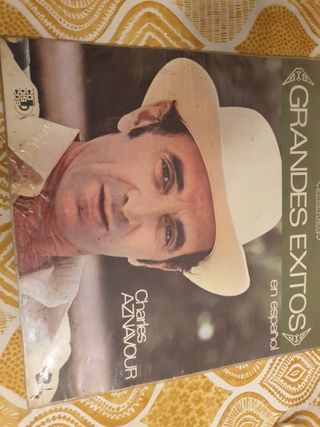 GRANDES EXITOS
en español
Charles
AZNAVOUR